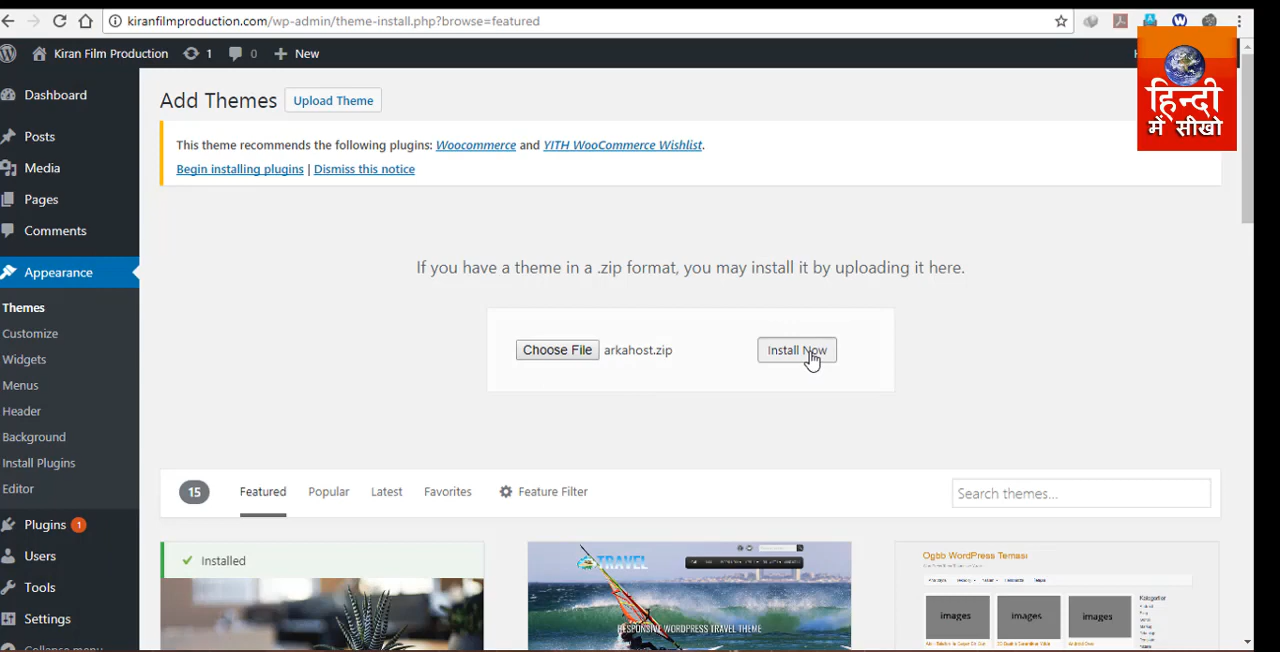 kiranfilmproduction.com/wp-admin/theme-install.php?browse=featured
Kiran Film Production 1 0 New
हिन्दी
में सीखो
Dashboard
Posts
Media
Pages
Comments
Appearance
Themes
Customize
Widgets
Menus
Header
Background
Install Plugins
Editor
Plugins 1
Users
Tools
Settings
Collapse menu
Add Themes Upload Theme
This theme recommends the following plugins: Woocommerce and YITH WooCommerce Wishlist.
Begin installing plugins | Dismiss this notice
If you have a theme in a .zip format, you may install it by uploading it here.
Choose File arkahost.zip Install Now
15 Featured Popular Latest Favorites Feature Filter Search themes...
Installed
TRAVEL
RESPONSIVE WORDPRESS TRAVEL THEME
Ogbb WordPress Teması
images images images